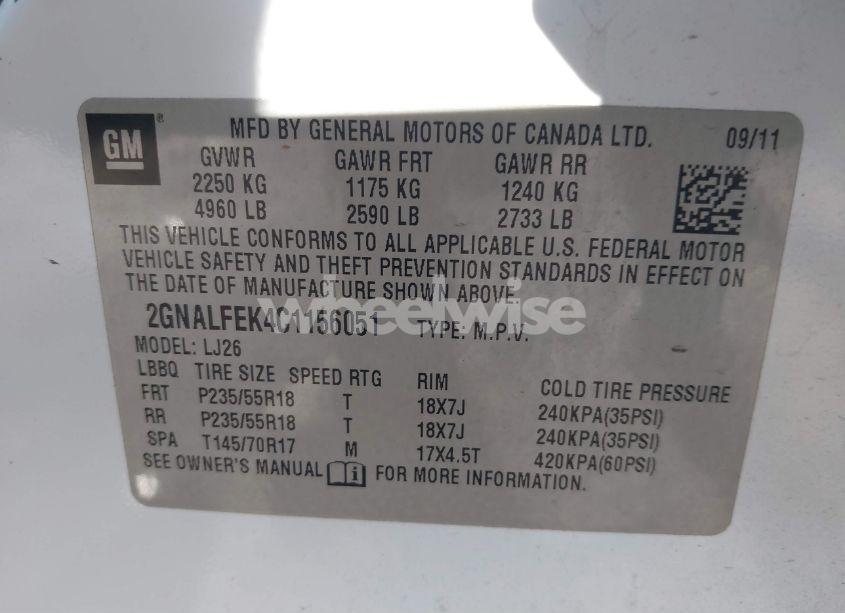 GM ® MFD BY GENERAL MOTORS OF CANADA LTD. 09/11
GVWR GAWR FRT GAWR RR
2250 KG 1175 KG 1240 KG
4960 LB 2590 LB 2733 LB
THIS VEHICLE CONFORMS TO ALL APPLICABLE U.S. FEDERAL MOTOR
VEHICLE SAFETY AND THEFT PREVENTION STANDARDS IN EFFECT ON
THE DATE OF MANUFACTURE SHOWN ABOVE.
wheelwise
2GNALFEK4C1156051 TYPE: M.P.V.
MODEL: LJ26
LBBQ TIRE SIZE SPEED RTG RIM COLD TIRE PRESSURE
FRT P235/55R18 T 18X7J 240KPA(35PSI)
RR P235/55R18 T 18X7J 240KPA(35PSI)
SPA T145/70R17 M 17X4.5T 420KPA(60PSI)
SEE OWNER'S MANUAL i FOR MORE INFORMATION.